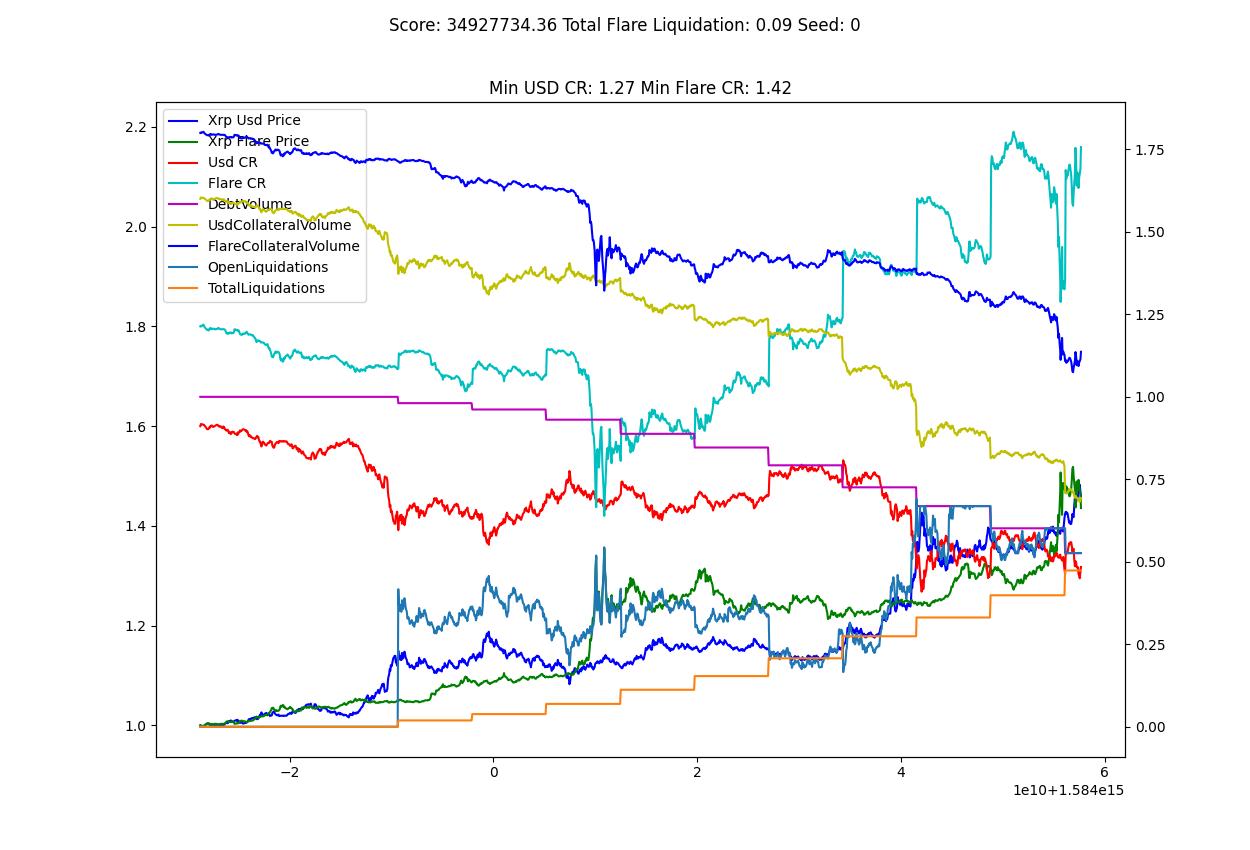 Score: 34927734.36 Total Flare Liquidation: 0.09 Seed: 0
Min USD CR: 1.27 Min Flare CR: 1.42
Xrp Usd Price
Xrp Flare Price
Usd CR
Flare CR
DebtVolume
UsdCollateralVolume
FlareCollateralVolume
OpenLiquidations
TotalLiquidations
2.2
2.0
1.8
1.6
1.4
1.2
1.0
1.75
1.50
1.25
1.00
0.75
0.50
0.25
0.00
−2
0
2
4
6
1e10+1.584e15